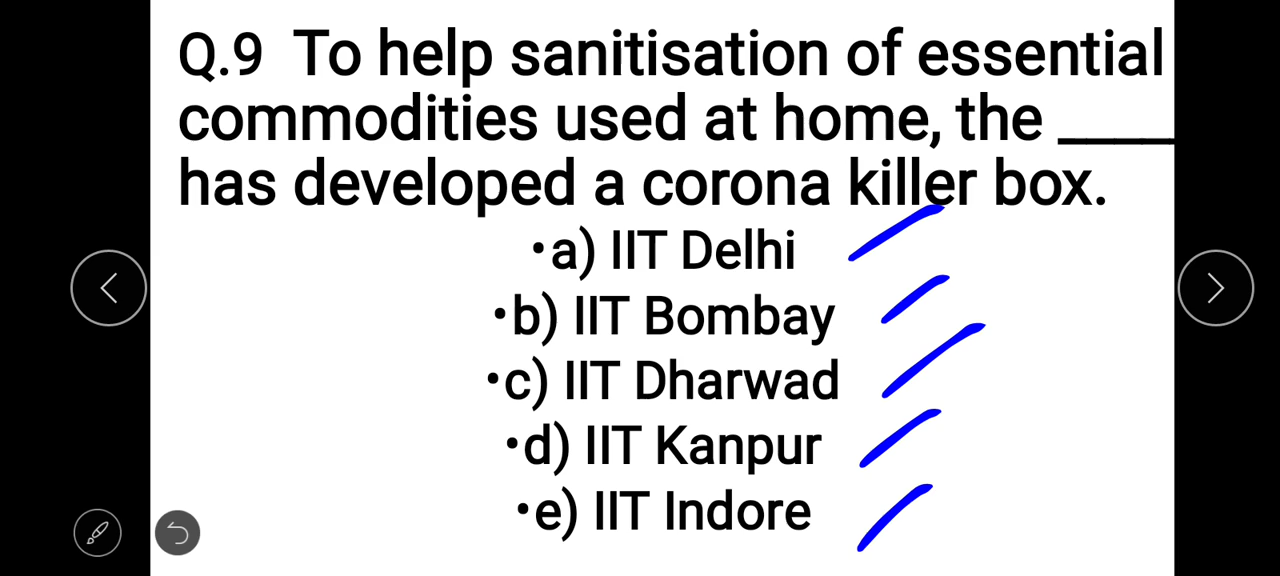 Q.9 To help sanitisation of essential
commodities used at home, the _____
has developed a corona killer box.
•a) IIT Delhi
•b) IIT Bombay
•c) IIT Dharwad
•d) IIT Kanpur
•e) IIT Indore